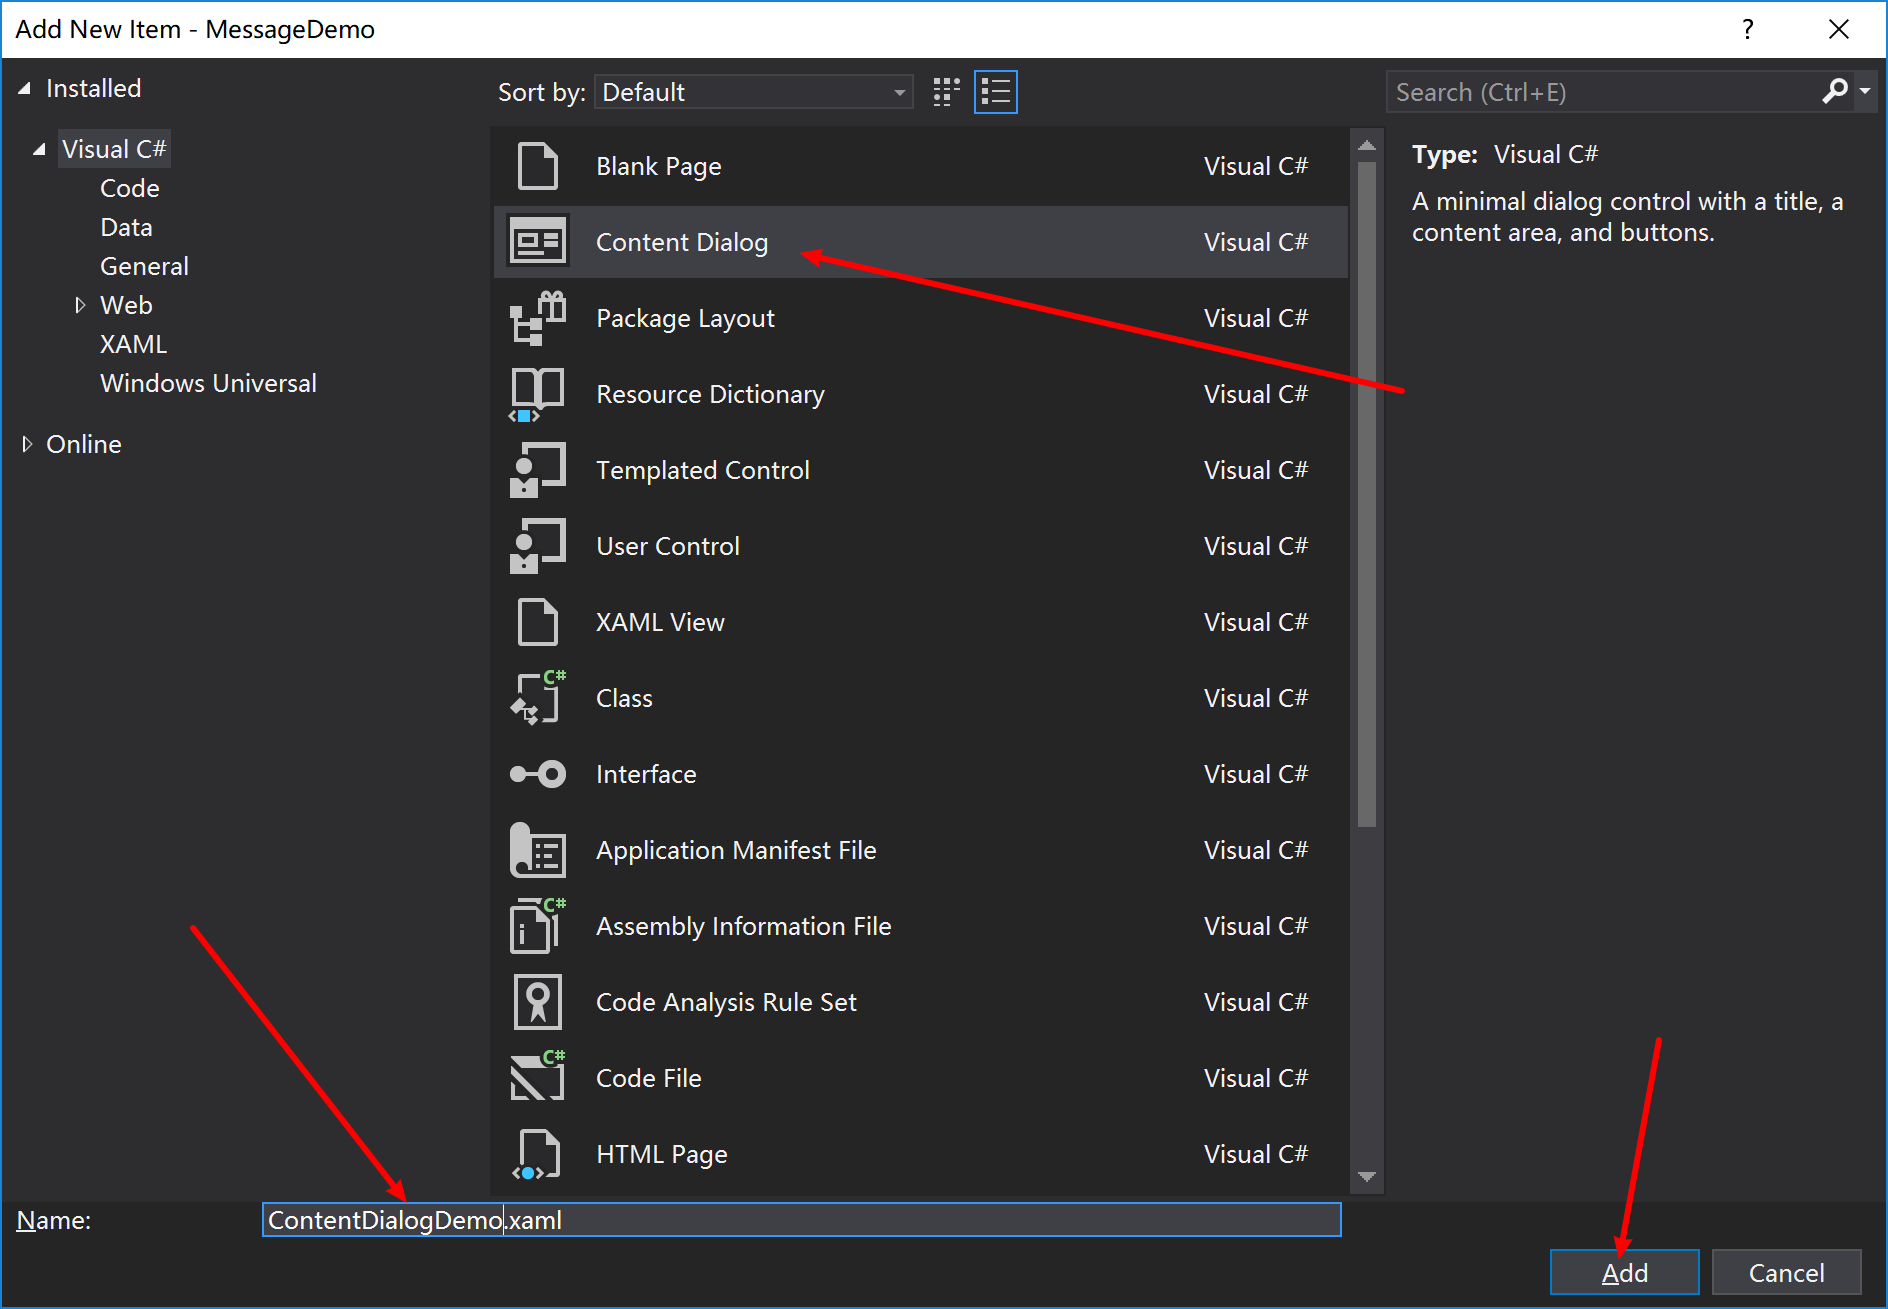 Add New Item - MessageDemo
?
Installed
Visual C#
Code
Data
General
Web
XAML
Windows Universal
Online
Sort by: Default
Blank Page Visual C#
Content Dialog Visual C#
Package Layout Visual C#
Resource Dictionary Visual C#
Templated Control Visual C#
User Control Visual C#
XAML View Visual C#
C#
Class Visual C#
Interface Visual C#
Application Manifest File Visual C#
C#
Assembly Information File Visual C#
Code Analysis Rule Set Visual C#
C#
Code File Visual C#
HTML Page Visual C#
Search (Ctrl+E)
Type: Visual C#
A minimal dialog control with a title, a
content area, and buttons.
Name: ContentDialogDemo.xaml
Add Cancel